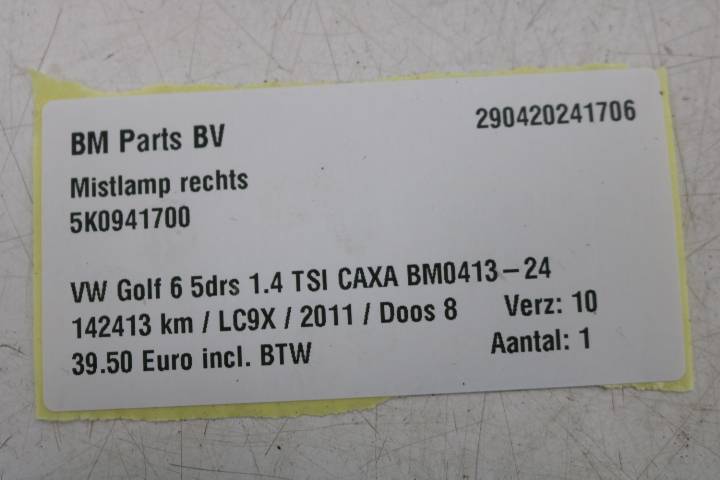 BM Parts BV 290420241706
Mistlamp rechts
5K0941700
VW Golf 6 5drs 1.4 TSI CAXA BM0413-24
142413 km / LC9X / 2011 / Doos 8 Verz: 10
39.50 Euro incl. BTW Aantal: 1